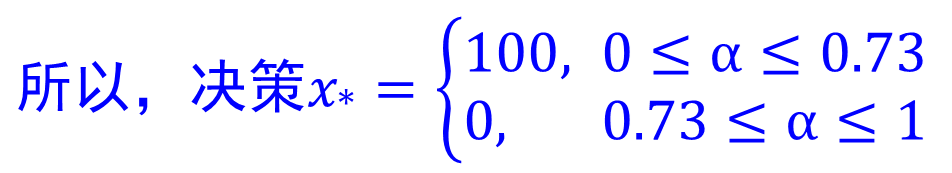 所以，决策x* = {100, 0 ≤ α ≤ 0.73
0, 0.73 ≤ α ≤ 1